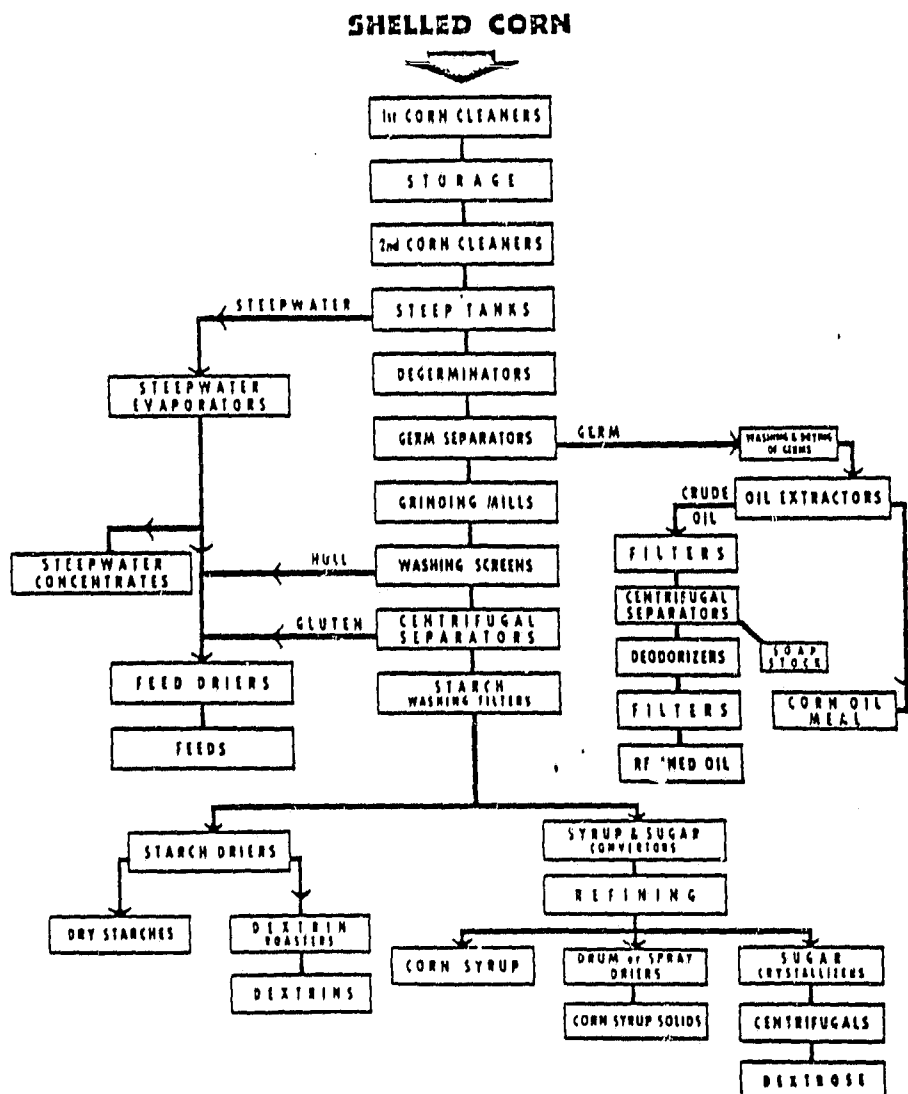 SHELLED CORN
1st CORN CLEANERS
STORAGE
2nd CORN CLEANERS
STEEPWATER
STEEP TANKS
DEGERMINATORS
STEEPWATER
EVAPORATORS
GERM SEPARATORS
GERM
WASHING & DRYING
OF GERMS
GRINDING MILLS
CRUDE
OIL
OIL EXTRACTORS
STEEPWATER
CONCENTRATES
HULL
WASHING SCREENS
FILTERS
GLUTEN
CENTRIFUGAL
SEPARATORS
CENTRIFUGAL
SEPARATORS
SOAP
STOCK
FEED DRIERS
STARCH
WASHING FILTERS
DEODORIZERS
FILTERS
CORN OIL
MEAL
FEEDS
RF 'NED OIL
STARCH DRIERS
SYRUP & SUGAR
CONVERTORS
REFINING
DRY STARCHES
DEXTRIN
ROASTERS
DEXTRINS
CORN SYRUP
DRUM or SPRAY
DRIERS
CORN SYRUP SOLIDS
SUGAR
CRYSTALLIZERS
CENTRIFUGALS
DEXTROSE